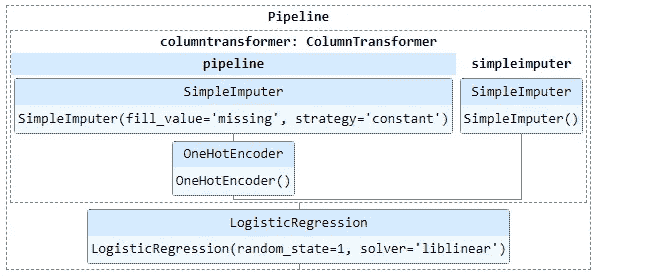 Pipeline
columntransformer: ColumnTransformer
pipeline
simpleimputer
SimpleImputer
SimpleImputer(fill_value='missing', strategy='constant')
SimpleImputer
SimpleImputer()
OneHotEncoder
OneHotEncoder()
LogisticRegression
LogisticRegression(random_state=1, solver='liblinear')